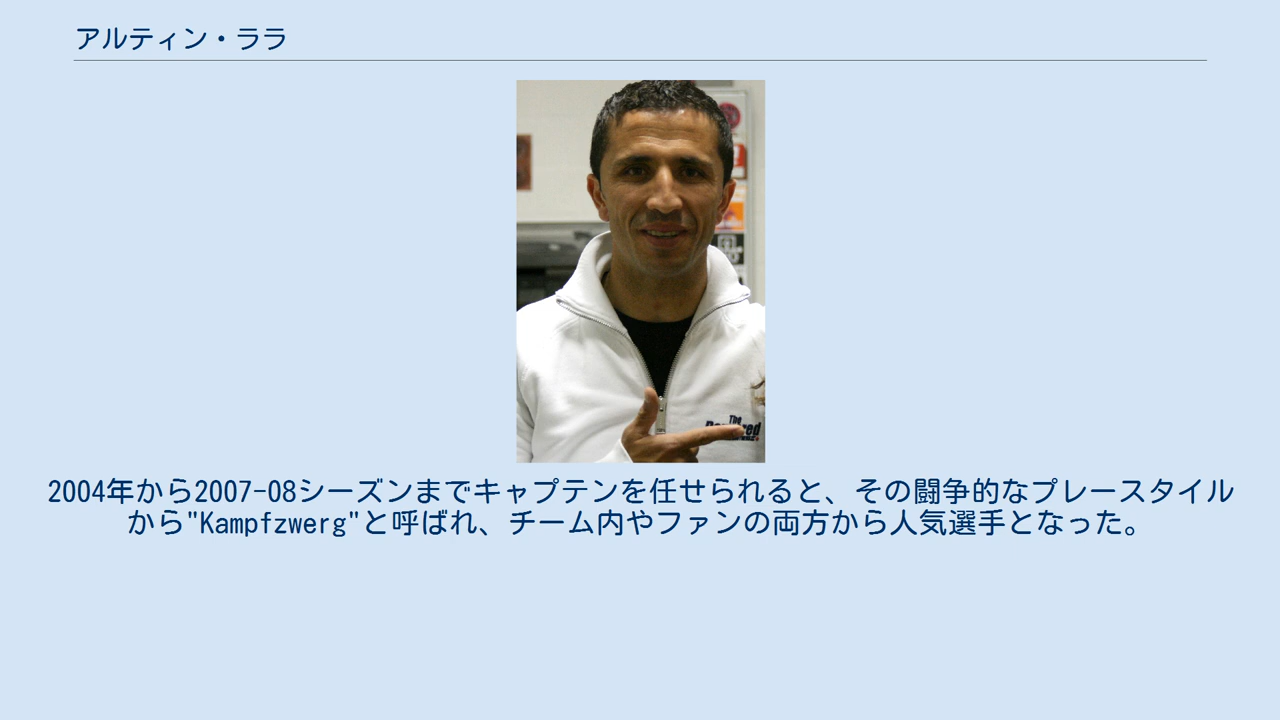 アルティン・ララ
The
2004年から2007-08シーズンまでキャプテンを任せられると、その闘争的なプレースタイル
から"Kampfzwerg"と呼ばれ、チーム内やファンの両方から人気選手となった。